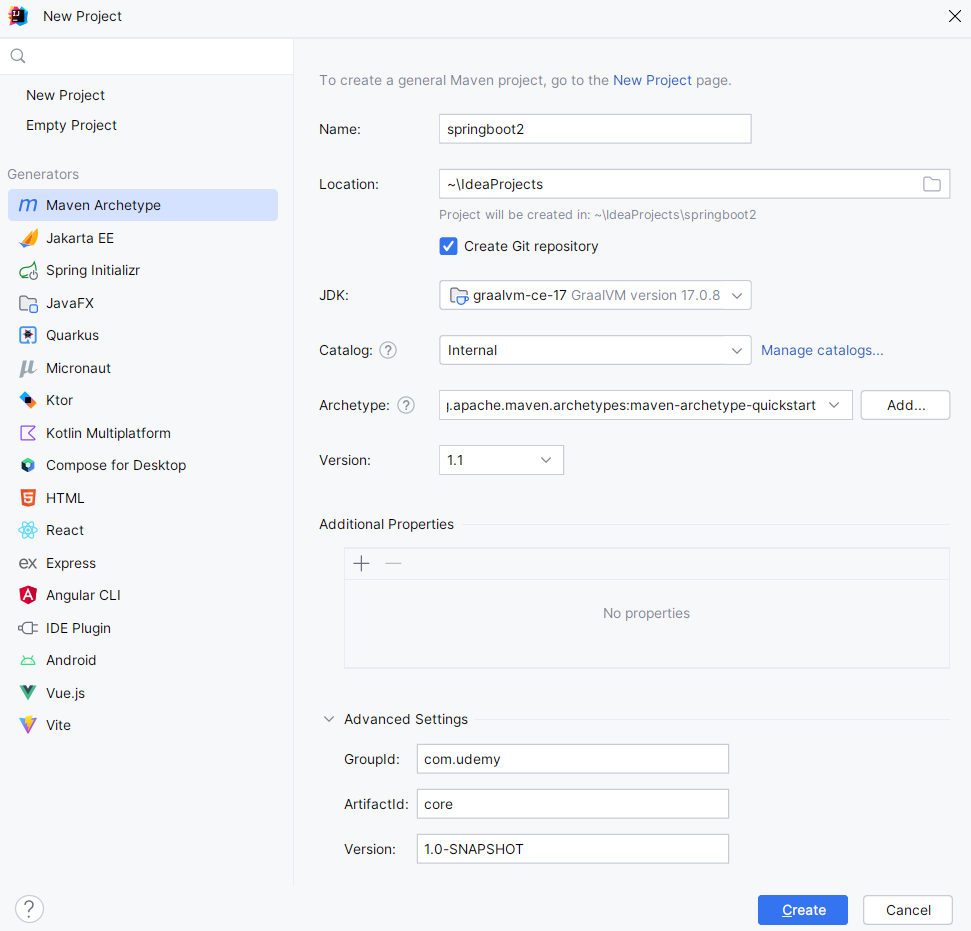 New Project
New Project
Empty Project
Generators
Maven Archetype
Jakarta EE
Spring Initializr
JavaFX
Quarkus
Micronaut
Ktor
Kotlin Multiplatform
Compose for Desktop
HTML
React
Express
Angular CLI
IDE Plugin
Android
Vue.js
Vite
To create a general Maven project, go to the New Project page.
Name: springboot2
Location: ~\IdeaProjects
Project will be created in: ~\IdeaProjects\springboot2
Create Git repository
JDK: graalvm-ce-17 GraalVM version 17.0.8
Catalog: ? Internal Manage catalogs...
Archetype: ? .apache.maven.archetypes:maven-archetype-quickstart Add...
Version: 1.1
Additional Properties
No properties
Advanced Settings
GroupId: com.udemy
ArtifactId: core
Version: 1.0-SNAPSHOT
? Create Cancel